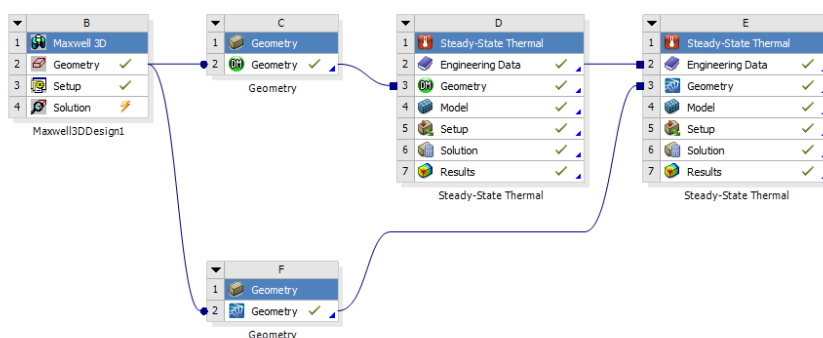 B
1 Maxwell 3D
2 Geometry
3 Setup
4 Solution
Maxwell3DDesign1
C
1 Geometry
2 DM Geometry
Geometry
D
1 Steady-State Thermal
2 Engineering Data
3 DM Geometry
4 Model
5 Setup
6 Solution
7 Results
Steady-State Thermal
E
1 Steady-State Thermal
2 Engineering Data
3 Geometry
4 Model
5 Setup
6 Solution
7 Results
Steady-State Thermal
F
1 Geometry
2 Geometry
Geometry